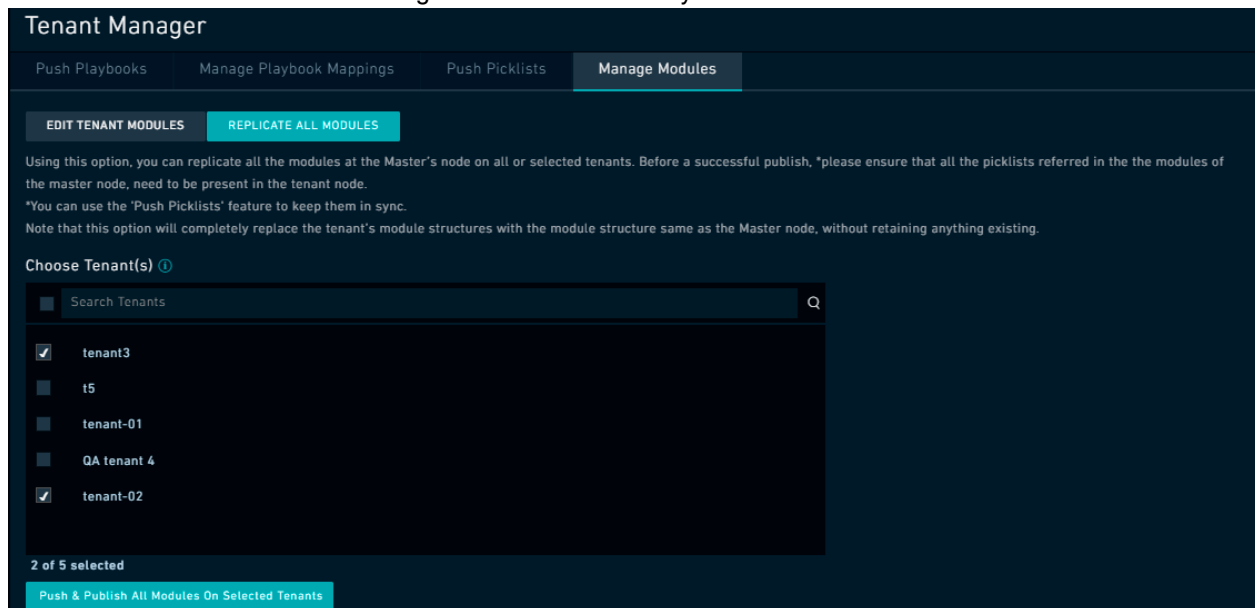 Tenant Manager
Push Playbooks Manage Playbook Mappings Push Picklists Manage Modules
EDIT TENANT MODULES REPLICATE ALL MODULES
Using this option, you can replicate all the modules at the Master's node on all or selected tenants. Before a successful publish, *please ensure that all the picklists referred in the the modules of
the master node, need to be present in the tenant node.
*You can use the 'Push Picklists' feature to keep them in sync.
Note that this option will completely replace the tenant's module structures with the module structure same as the Master node, without retaining anything existing.
Choose Tenant(s)
Search Tenants
tenant3
t5
tenant-01
QA tenant 4
tenant-02
2 of 5 selected
Push & Publish All Modules On Selected Tenants